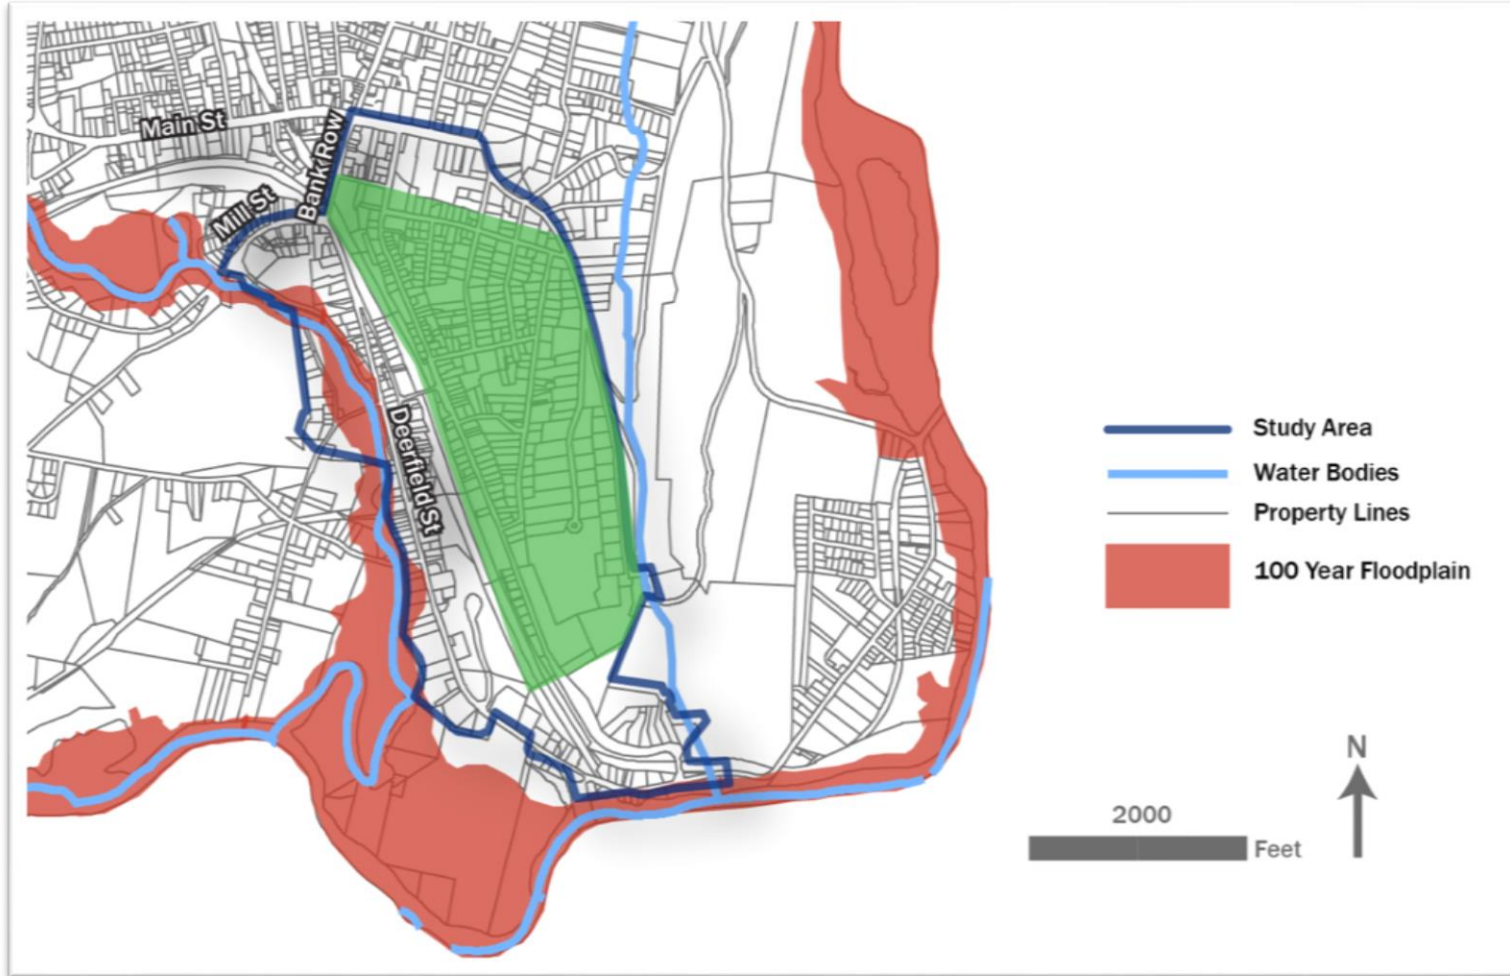 Main St
Bank Row
Mill St
Deerfield St
Study Area
Water Bodies
Property Lines
100 Year Floodplain
N
2000
Feet